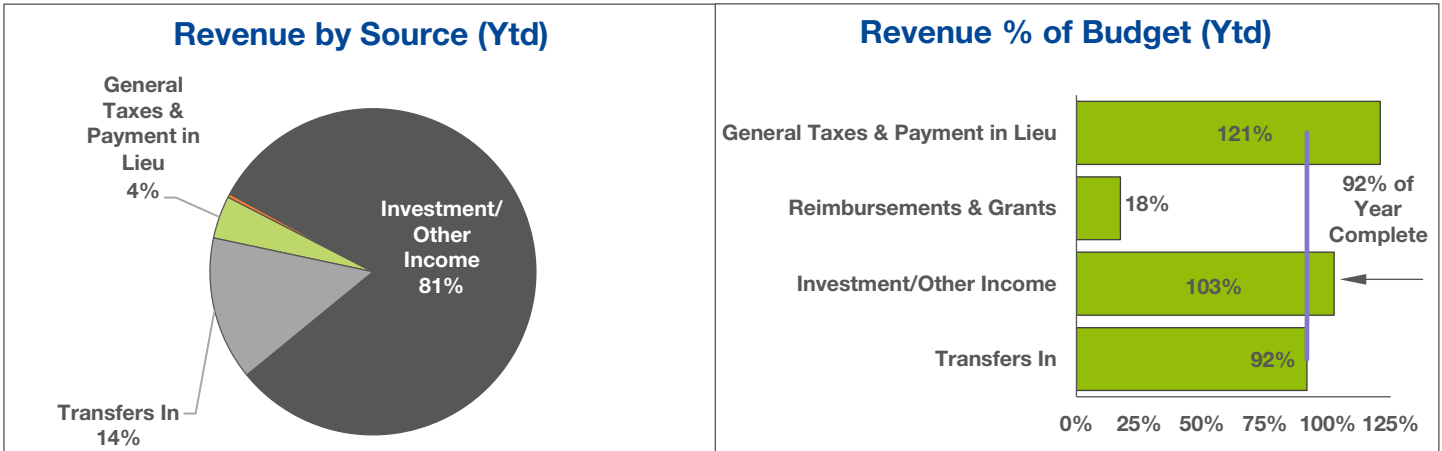 Revenue by Source (Ytd)
General
Taxes &
Payment in
Lieu
4%
Investment/
Other
Income
81%
Transfers In
14%
Revenue % of Budget (Ytd)
General Taxes & Payment in Lieu
121%
Reimbursements & Grants
18%
92% of
Year
Complete
Investment/Other Income
103%
Transfers In
92%
0% 25% 50% 75% 100% 125%